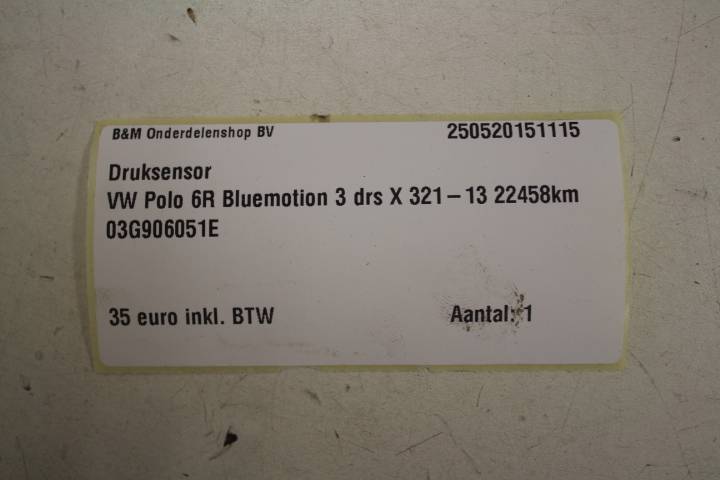 B&M Onderdelenshop BV 250520151115
Druksensor
VW Polo 6R Bluemotion 3 drs X 321-13 22458km
03G906051E
35 euro inkl. BTW Aantal: 1